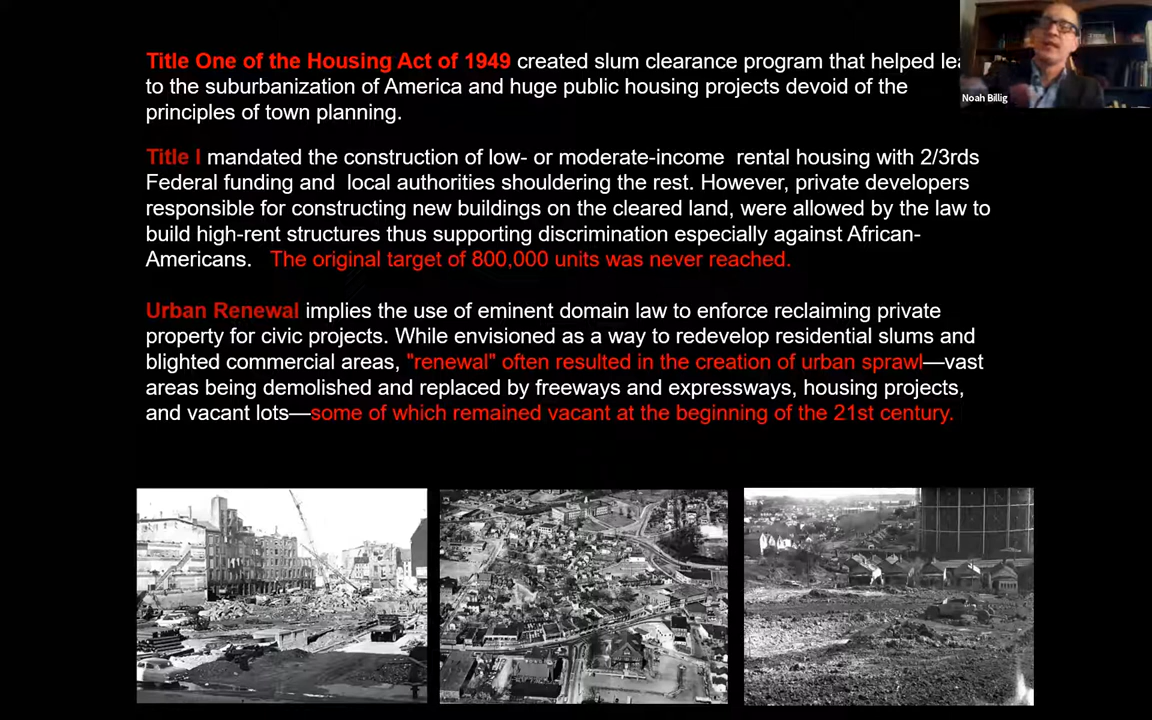 Title One of the Housing Act of 1949 created slum clearance program that helped
to the suburbanization of America and huge public housing projects devoid of the
principles of town planning.
Title I mandated the construction of low- or moderate-income rental housing with 2/3rds
Federal funding and local authorities shouldering the rest. However, private developers
responsible for constructing new buildings on the cleared land, were allowed by the law to
build high-rent structures thus supporting discrimination especially against African-
Americans. The original target of 800,000 units was never reached.
Urban Renewal implies the use of eminent domain law to enforce reclaiming private
property for civic projects. While envisioned as a way to redevelop residential slums and
blighted commercial areas, "renewal" often resulted in the creation of urban sprawl—vast
areas being demolished and replaced by freeways and expressways, housing projects,
and vacant lots—some of which remained vacant at the beginning of the 21st century.
Noah Billig